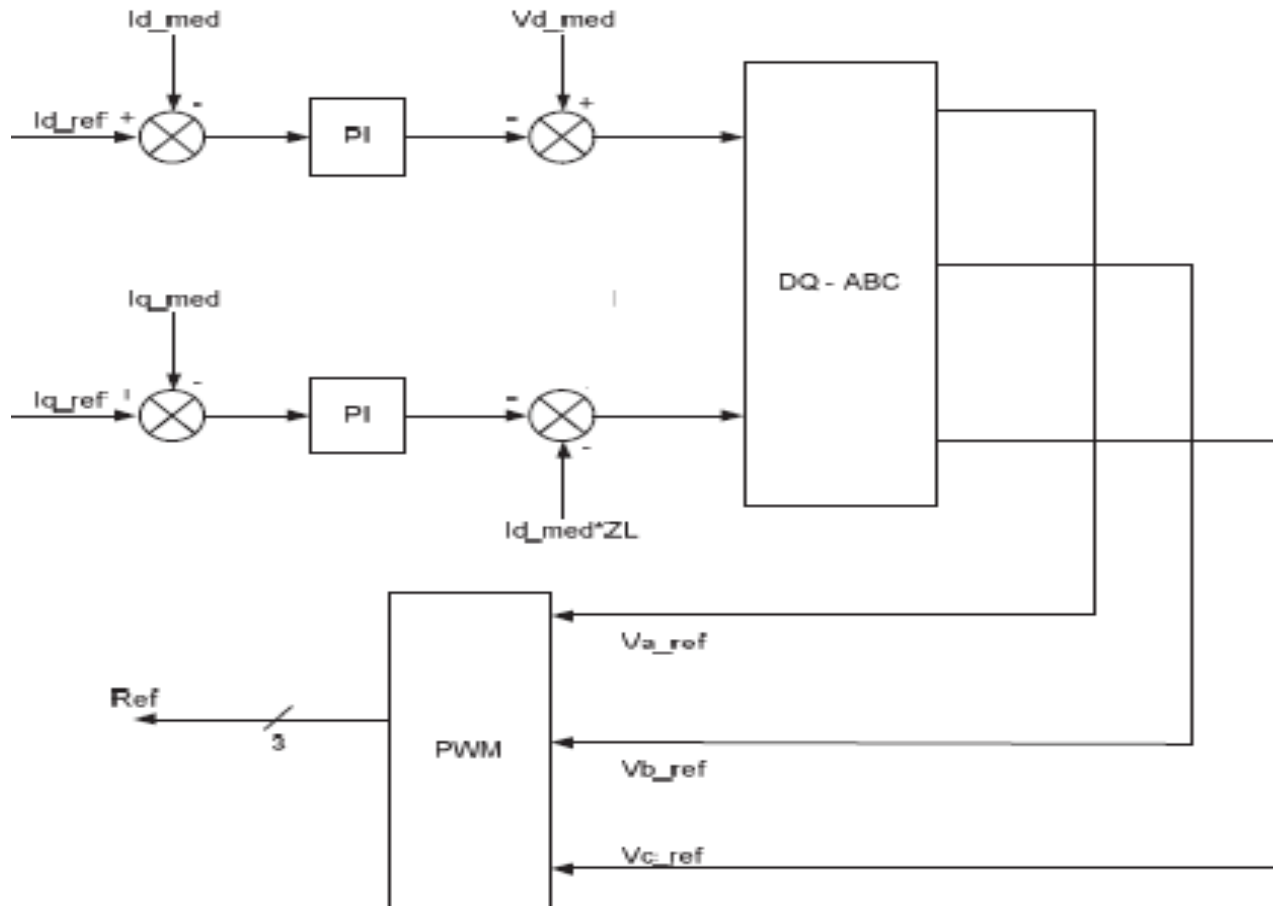 Id_med
Vd_med
Id_ref
+
-
PI
-
+
DQ - ABC
Iq_med
Iq_ref
-
PI
-
-
Id_med*ZL
Va_ref
Ref
3
PWM
Vb_ref
Vc_ref